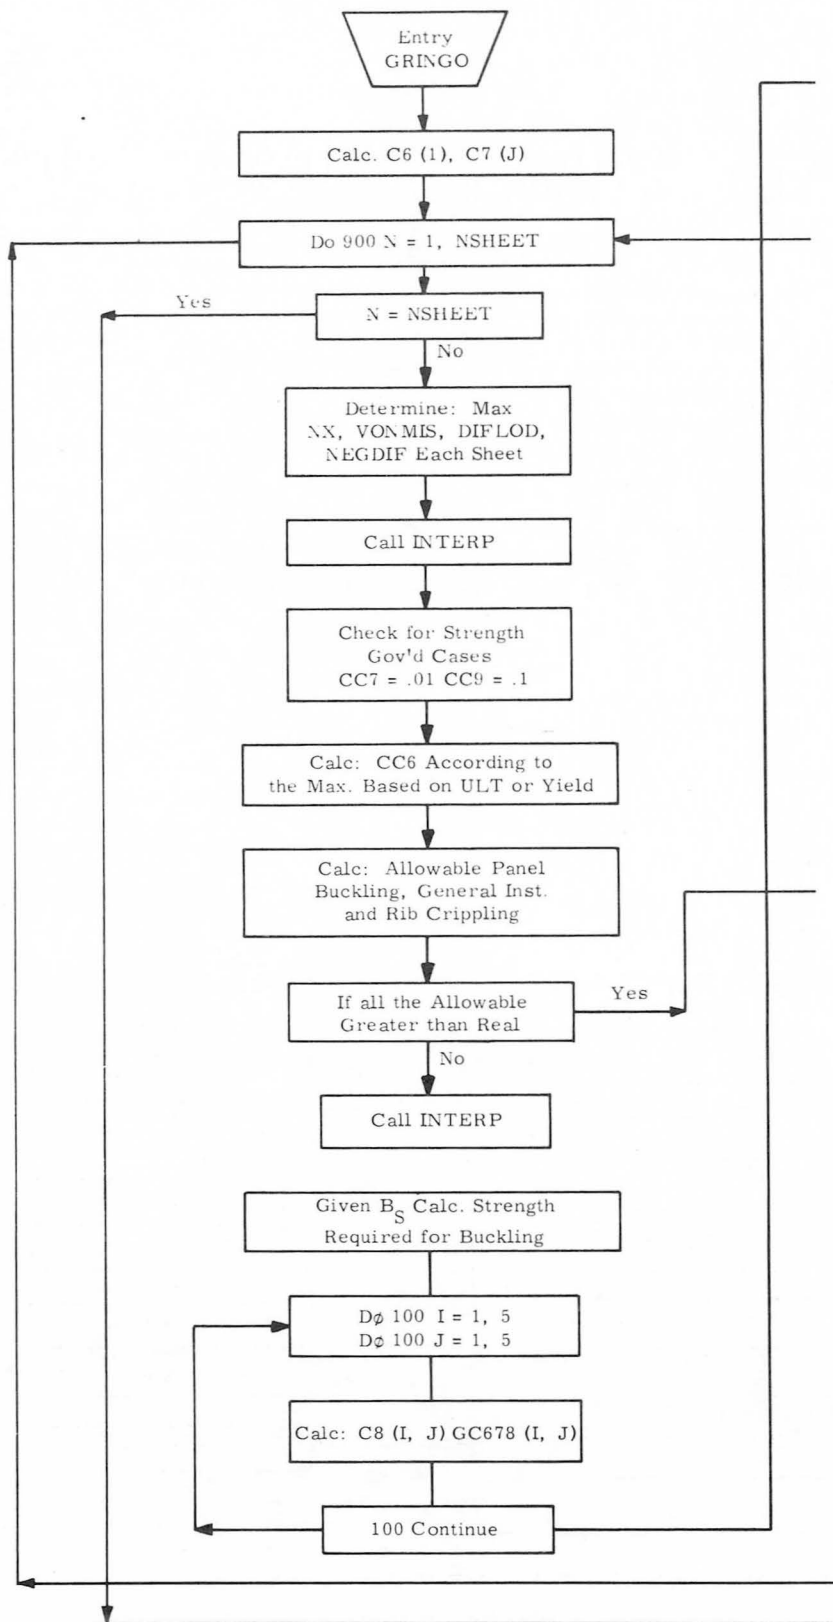 Entry
GRINGO
Calc. C6 (1), C7 (J)
Do 900 N = 1, NSHEET
Yes
N = NSHEET
No
Determine: Max
NX, VONMIS, DIFLOD,
NEGDIF Each Sheet
Call INTERP
Check for Strength
Gov'd Cases
CC7 = .01 CC9 = .1
Calc: CC6 According to
the Max. Based on ULT or Yield
Calc: Allowable Panel
Buckling, General Inst.
and Rib Crippling
If all the Allowable
Greater than Real
Yes
No
Call INTERP
Given BS Calc. Strength
Required for Buckling
Dø 100 I = 1, 5
Dø 100 J = 1, 5
Calc: C8 (I, J) GC678 (I, J)
100 Continue